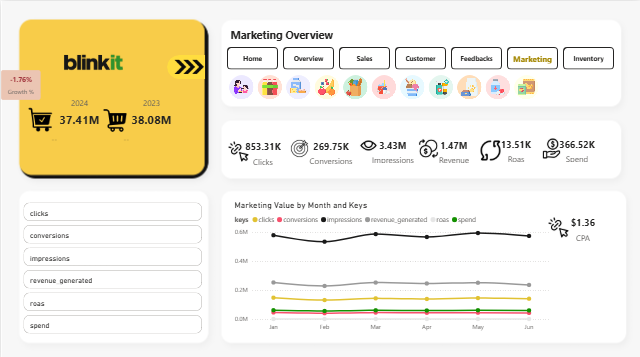 blinkit
-1.76%
Growth %
2024
37.41M
2023
38.08M
Marketing Overview
Home
Overview
Sales
Customer
Feedbacks
Marketing
Inventory
853.31K
Clicks
269.75K
Conversions
3.43M
Impressions
1.47M
Revenue
13.51K
Roas
366.52K
Spend
clicks
conversions
impressions
revenue_generated
roas
spend
Marketing Value by Month and Keys
keys clicks conversions impressions revenue_generated roas spend
0.6M
0.4M
0.2M
0.0M
Jan Feb Mar Apr May Jun
$1.36
CPA